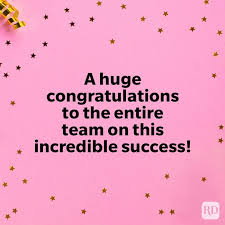 A huge
congratulations
to the entire
team on this
incredible success!
RD